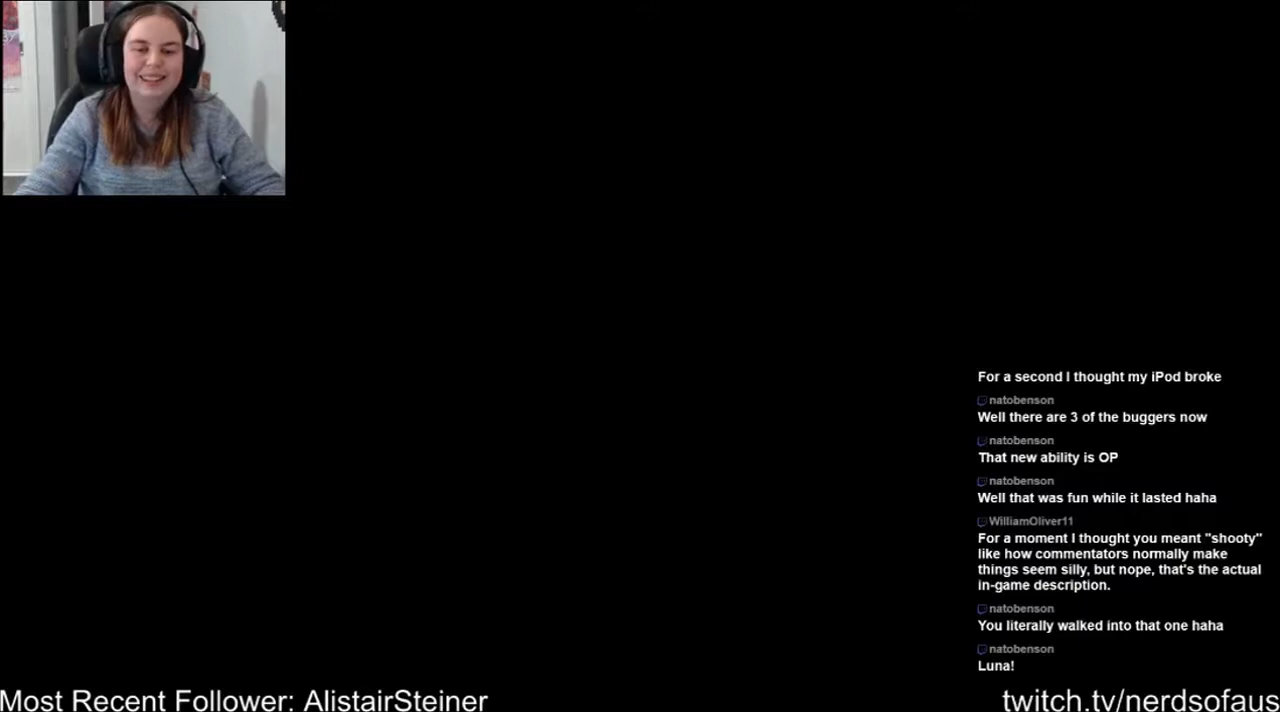 For a second I thought my iPod broke
natobenson
Well there are 3 of the buggers now
natobenson
That new ability is OP
natobenson
Well that was fun while it lasted haha
WilliamOliver11
For a moment I thought you meant "shooty"
like how commentators normally make
things seem silly, but nope, that's the actual
in-game description.
natobenson
You literally walked into that one haha
natobenson
Luna!
Most Recent Follower: AlistairSteiner
twitch.tv/nerdsofaus